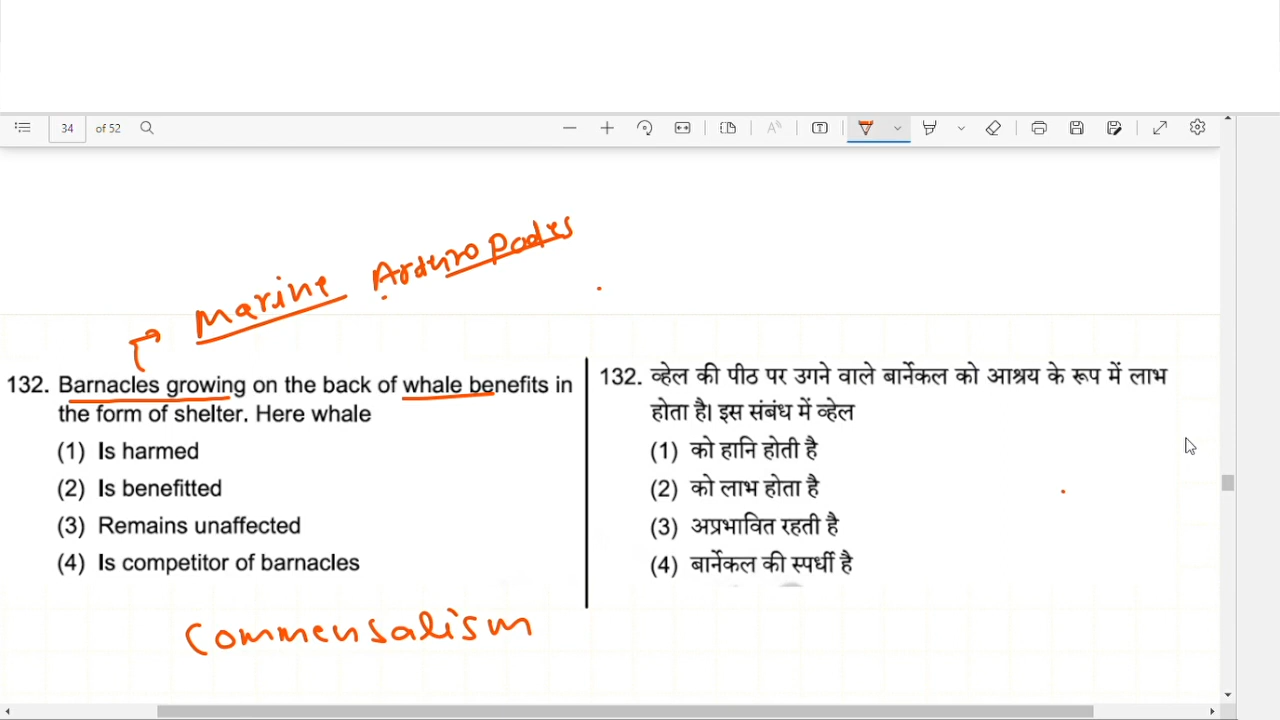 34 of 52
Marine Arduropodes
132. Barnacles growing on the back of whale benefits in
the form of shelter. Here whale
(1) Is harmed
(2) Is benefitted
(3) Remains unaffected
(4) Is competitor of barnacles
Commensalism
132. व्हेल की पीठ पर उगने वाले बार्नेकल को आश्रय के रूप में लाभ
होता है। इस संबंध में व्हेल
(1) को हानि होती है
(2) को लाभ होता है
(3) अप्रभावित रहती है
(4) बार्नेकल की स्पर्धी है